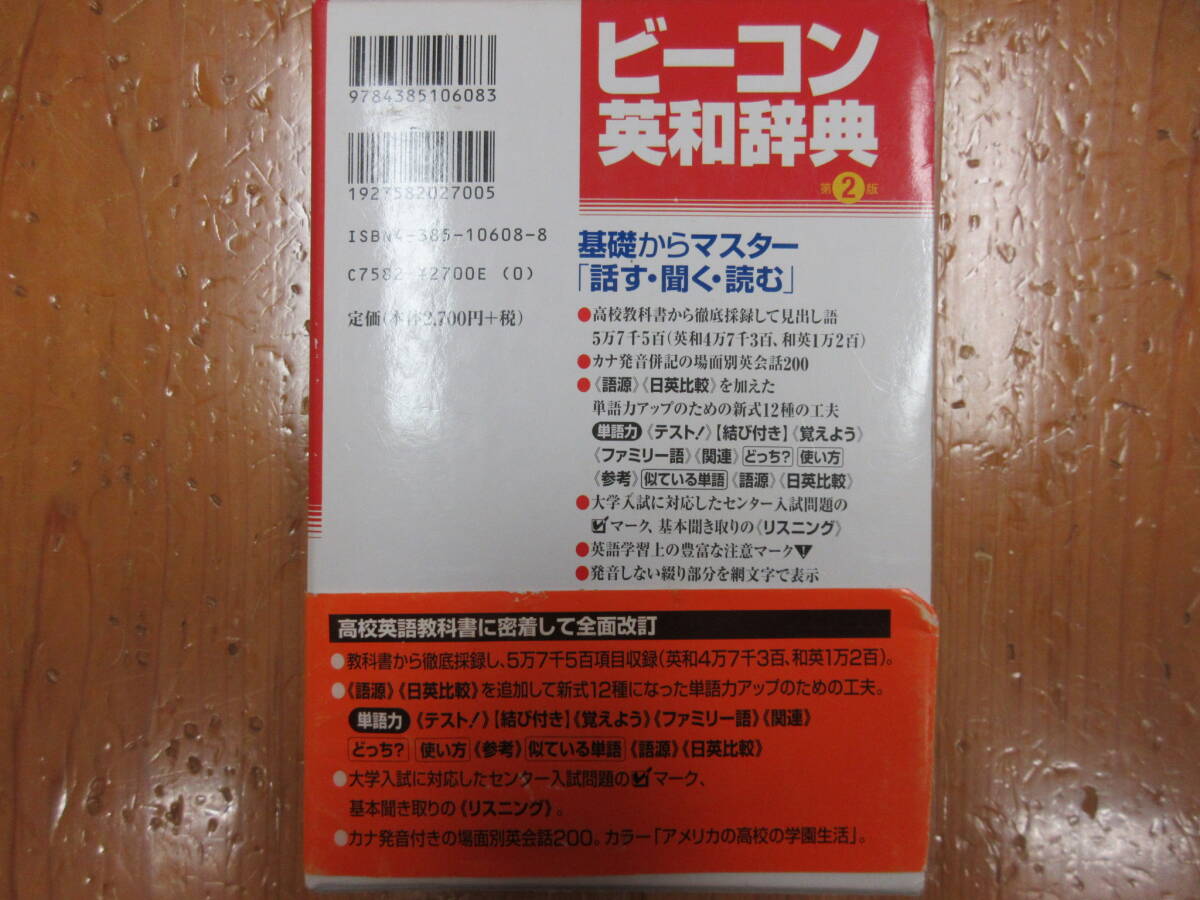 9784385106083
1927582027005
ISBN4-385-10608-8
C7582 ¥2700E (0)
定価(本体2,700円+税)
ビーコン
英和辞典
第2版
基礎からマスター
「話す・聞く・読む」
●高校教科書から徹底採録して見出し語
5万7千5百(英和4万7千3百、和英1万2百)
●カナ発音併記の場面別英会話200
●《語源》《日英比較》を加えた
単語力アップのための新式12種の工夫
単語力《テスト!》【結び付き】《覚えよう》
《ファミリー語》《関連》どっち? 使い方
《参考》似ている単語《語源》《日英比較》
●大学入試に対応したセンター入試問題の
マーク、基本聞き取りの《リスニング》
●英語学習上の豊富な注意マーク!
●発音しない綴り部分を網文字で表示
高校英語教科書に密着して全面改訂
●教科書から徹底採録し、5万7千5百項目収録(英和4万7千3百、和英1万2百)。
●《語源》《日英比較》を追加して新式12種になった単語力アップのための工夫。
単語力《テスト!》【結び付き】《覚えよう》《ファミリー語》《関連》
どっち? 使い方《参考》似ている単語《語源》《日英比較》
●大学入試に対応したセンター入試問題のマーク、
基本聞き取りの《リスニング》。
●カナ発音付きの場面別英会話200。カラー「アメリカの高校の学園生活」。